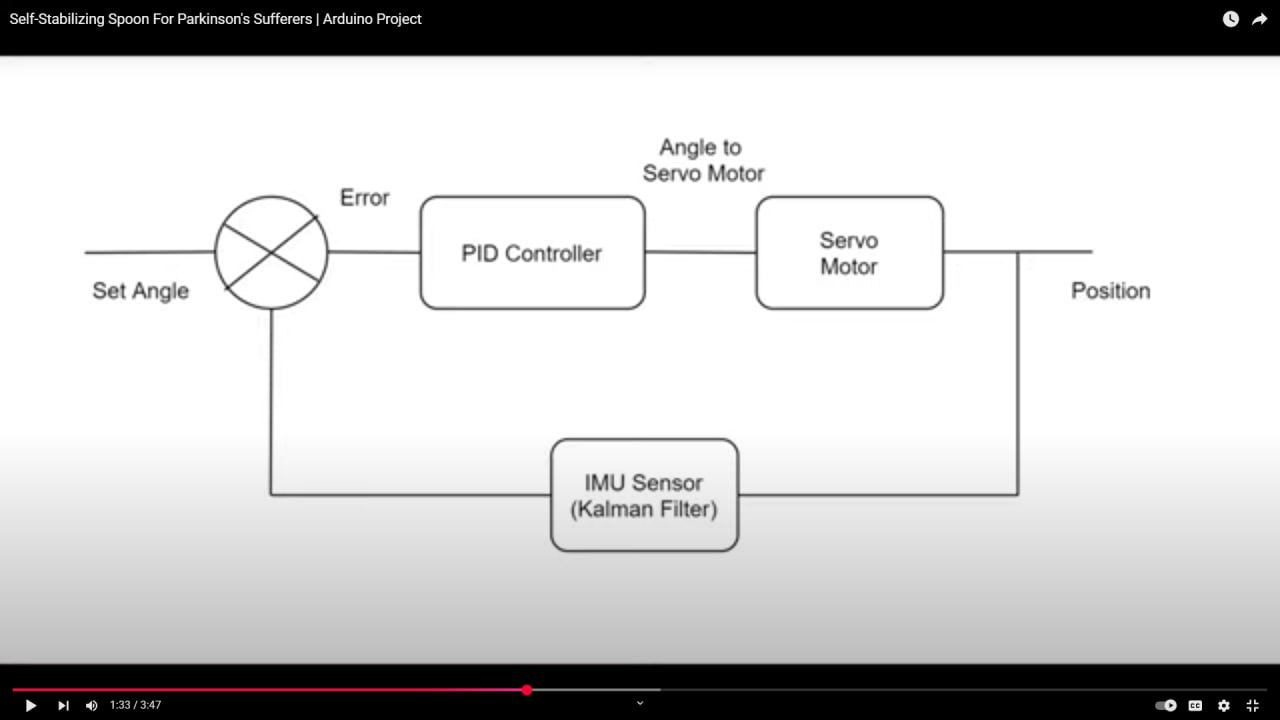 Self-Stabilizing Spoon For Parkinson's Sufferers | Arduino Project
Angle to
Servo Motor
Error
PID Controller
Servo
Motor
Set Angle
Position
IMU Sensor
(Kalman Filter)
1:33 / 3:47
CC